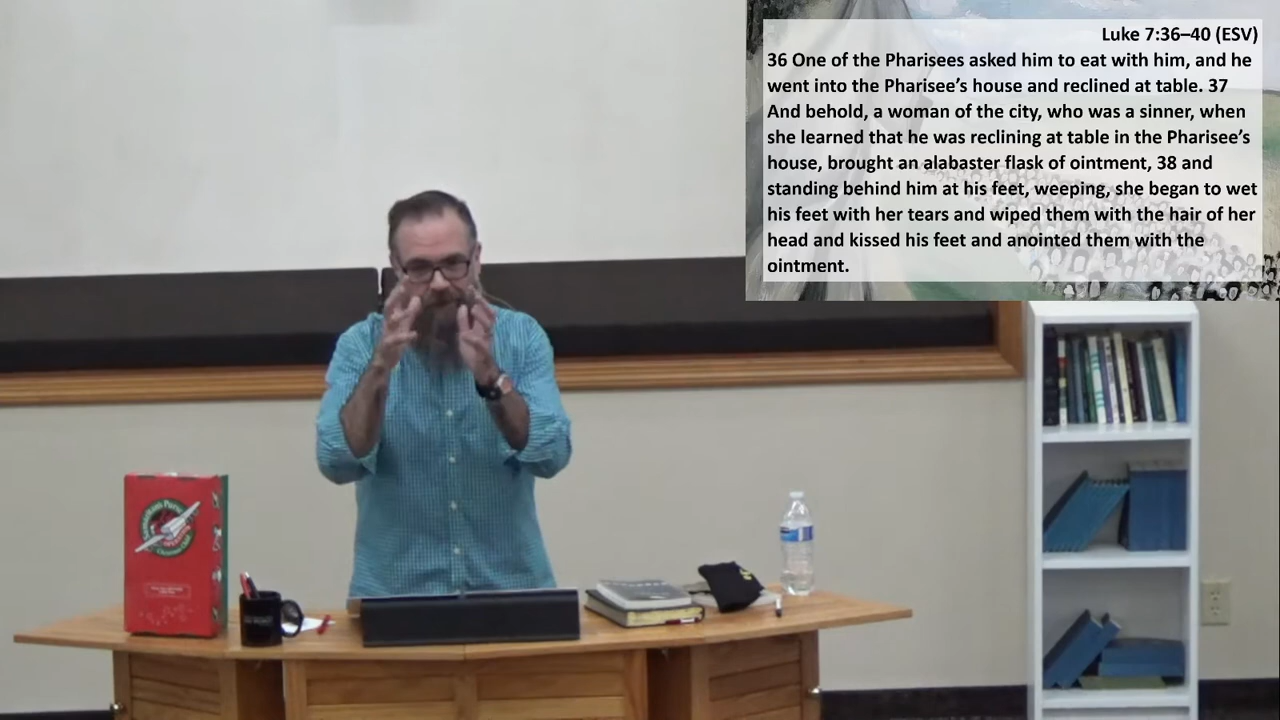 Luke 7:36–40 (ESV)
36 One of the Pharisees asked him to eat with him, and he
went into the Pharisee’s house and reclined at table. 37
And behold, a woman of the city, who was a sinner, when
she learned that he was reclining at table in the Pharisee’s
house, brought an alabaster flask of ointment, 38 and
standing behind him at his feet, weeping, she began to wet
his feet with her tears and wiped them with the hair of her
head and kissed his feet and anointed them with the
ointment.